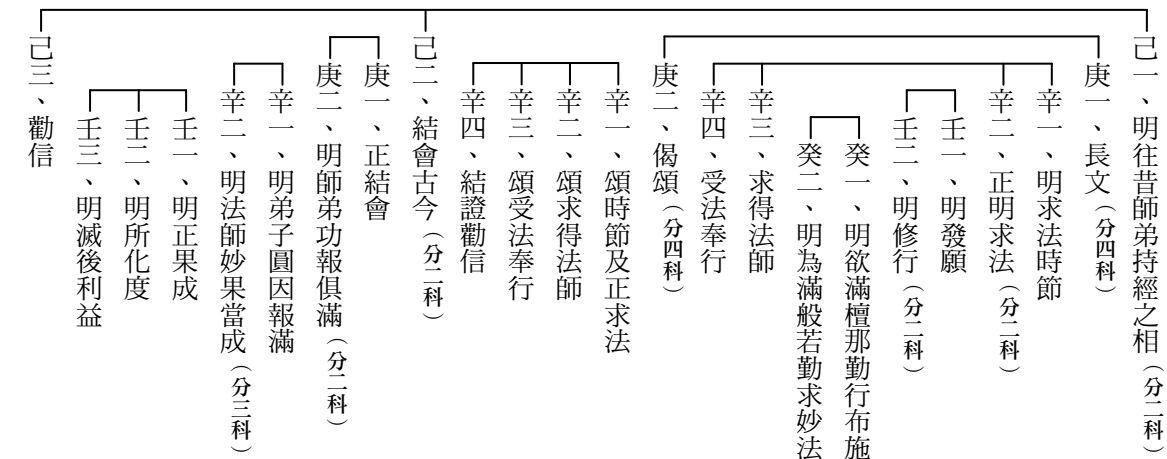 己一、明往昔師弟持經之相（分二科）
庚一、長文（分四科）
辛一、明求法時節
辛二、正明求法（分二科）
壬一、明發願
壬二、明修行（分二科）
癸一、明欲滿檀那勤行布施
癸二、明為滿般若勤求妙法
辛三、求得法師
辛四、受法奉行
庚二、偈頌（分四科）
辛一、頌時節及正求法
辛二、頌求得法師
辛三、頌受法奉行
辛四、結證勸信
己二、結會古今（分二科）
庚一、正結會
庚二、明師弟功報俱滿（分二科）
辛一、明弟子圓因報滿
辛二、明法師妙果當成（分三科）
壬一、明正果成
壬二、明所化度
壬三、明滅後利益
己三、勸信